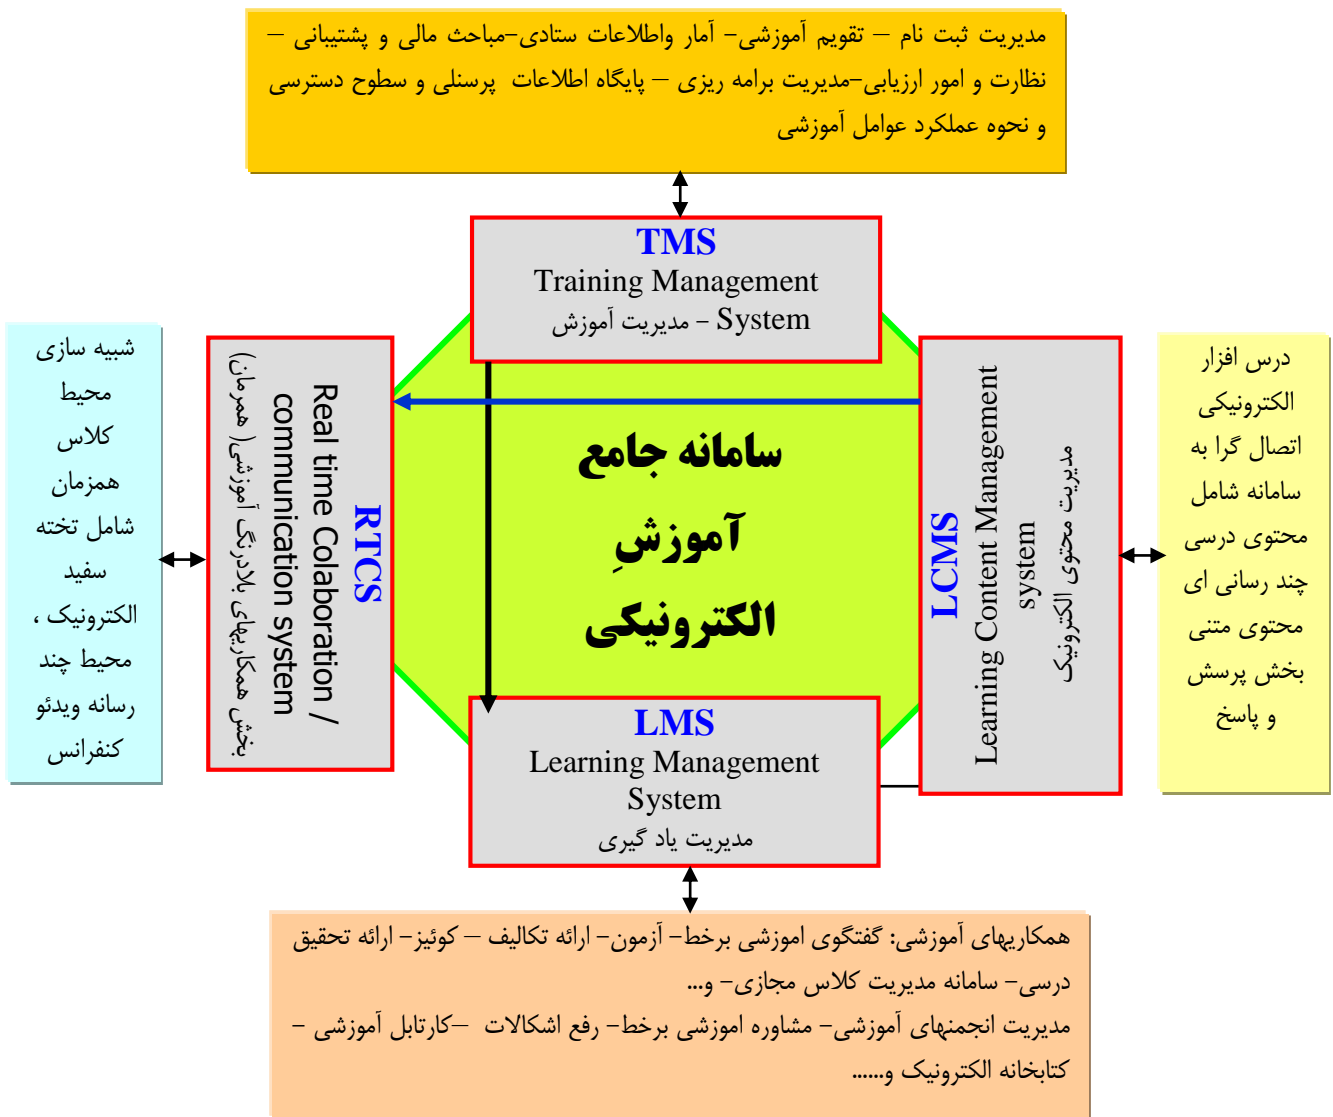 مدیریت ثبت نام – تقویم آموزشی- آمار واطلاعات ستادی-مباحث مالی و پشتیبانی –
نظارت و امور ارزیابی-مدیریت برامه ریزی – پایگاه اطلاعات پرسنلی و سطوح دسترسی
و نحوه عملکرد عوامل آموزشی
TMS
Training Management
System - مدیریت آموزش
درس افزار
الکترونیکی
اتصال گرا به
سامانه شامل
محتوی درسی
چند رسانی ای
محتوی متنی
بخش پرسش
و پاسخ
LCMS
Learning Content Management
system
مدیریت محتوی الکترونیک
سامانه جامع
آموزشِ
الکترونیکی
RTCS
Real time Colaboration /
communication system
بخش همکاریهای بلادرنگ آموزشی( همرمان)
شبیه سازی
محیط
کلاس
همزمان
شامل تخته
سفید
الکترونیک ،
محیط چند
رسانه ویدئو
کنفرانس
LMS
Learning Management
System
مدیریت یاد گیری
همکاریهای آموزشی: گفتگوی اموزشی برخط- آزمون- ارائه تکالیف – کوئیز- ارائه تحقیق
درسی- سامانه مدیریت کلاس مجازی- و...
مدیریت انجمنهای آموزشی- مشاوره اموزشی برخط- رفع اشکالات –کارتابل آموزشی -
کتابخانه الکترونیک و......